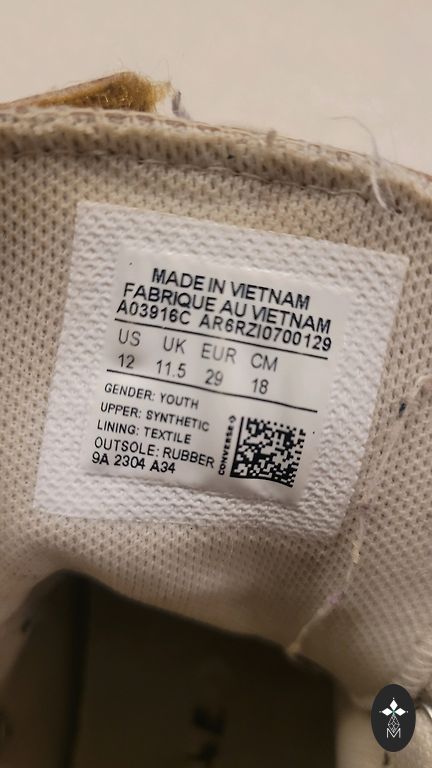 MADE IN VIETNAM
FABRIQUE AU VIETNAM
A03916C AR6RZI0700129
US UK EUR CM
12 11.5 29 18
GENDER: YOUTH
UPPER: SYNTHETIC
LINING: TEXTILE
OUTSOLE: RUBBER
9A 2304 A34
CONVERSE